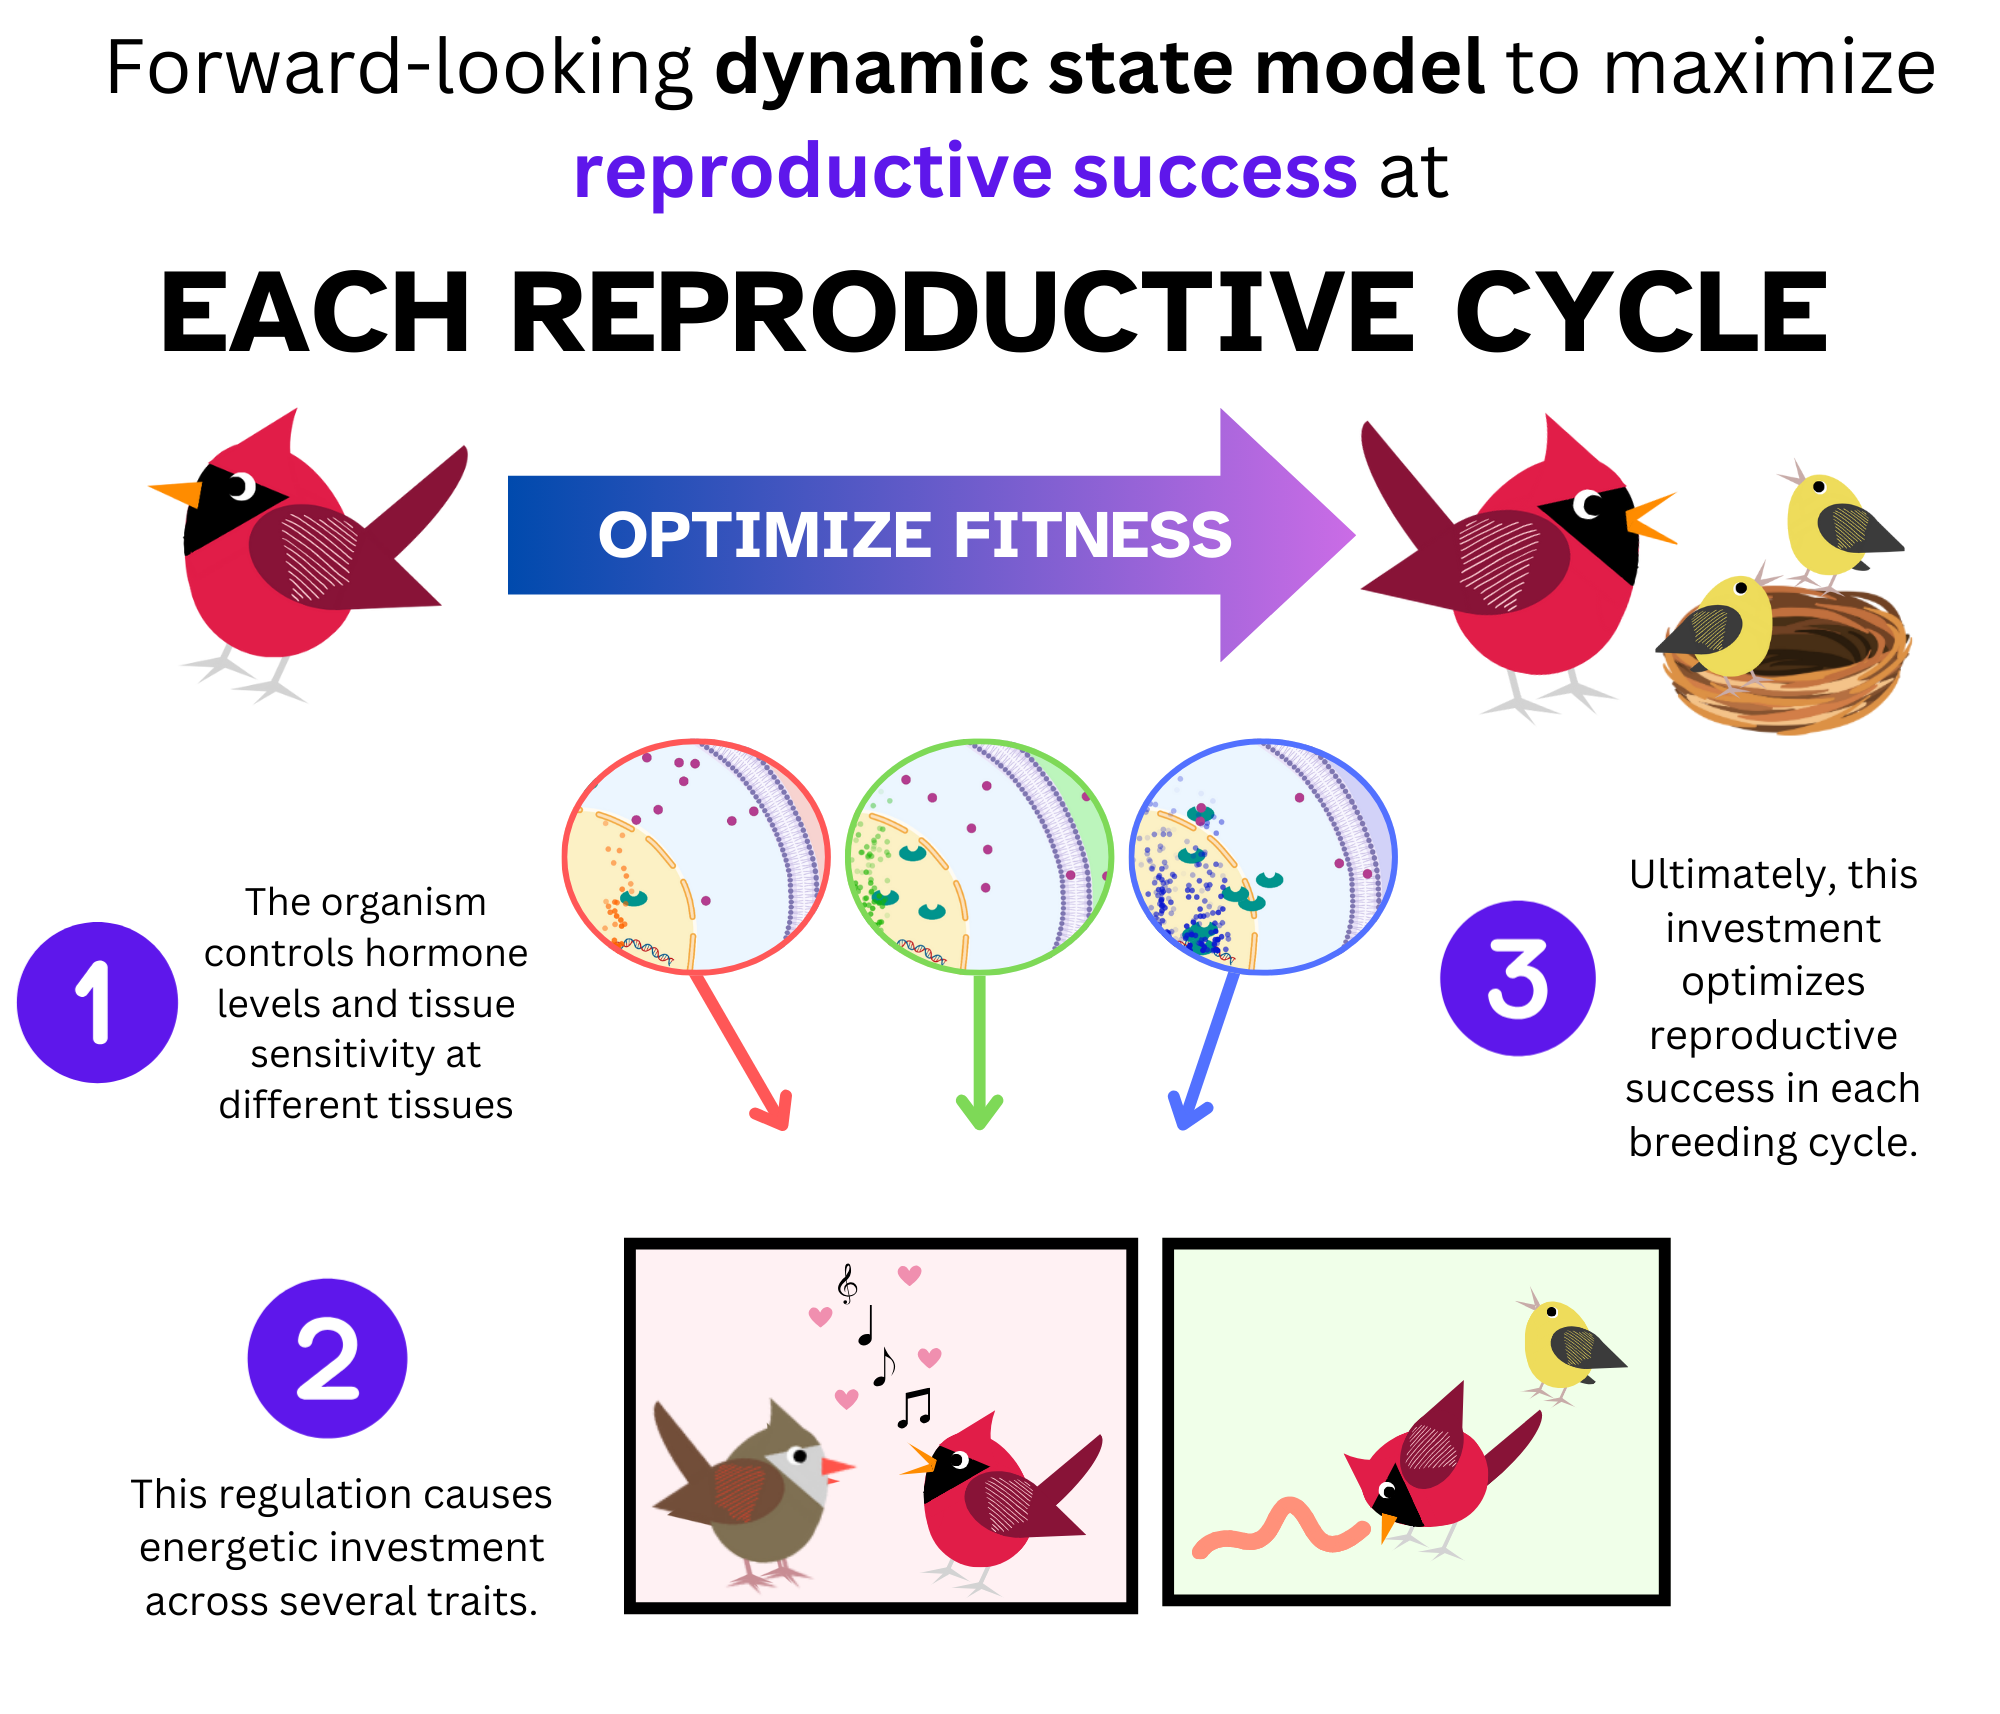 Forward-looking dynamic state model to maximize
reproductive success at
EACH REPRODUCTIVE CYCLE
OPTIMIZE FITNESS
1
The organism
controls hormone
levels and tissue
sensitivity at
different tissues
2
This regulation causes
energetic investment
across several traits.
3
Ultimately, this
investment
optimizes
reproductive
success in each
breeding cycle.